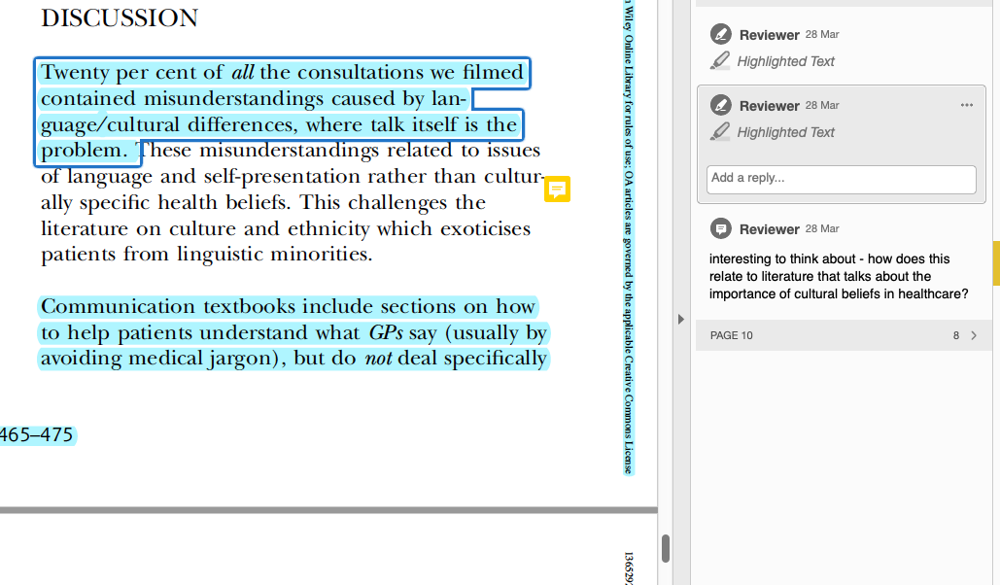 DISCUSSION
Twenty per cent of all the consultations we filmed
contained misunderstandings caused by lan-
guage/cultural differences, where talk itself is the
problem. These misunderstandings related to issues
of language and self-presentation rather than cultur-
ally specific health beliefs. This challenges the
literature on culture and ethnicity which exoticises
patients from linguistic minorities.
Communication textbooks include sections on how
to help patients understand what GPs say (usually by
avoiding medical jargon), but do not deal specifically
465–475
n Wiley Online Library for rules of use; OA articles are governed by the applicable Creative Commons License
1365292
Reviewer 28 Mar
Highlighted Text
Reviewer 28 Mar
Highlighted Text
Add a reply...
Reviewer 28 Mar
interesting to think about - how does this
relate to literature that talks about the
importance of cultural beliefs in healthcare?
PAGE 10 8